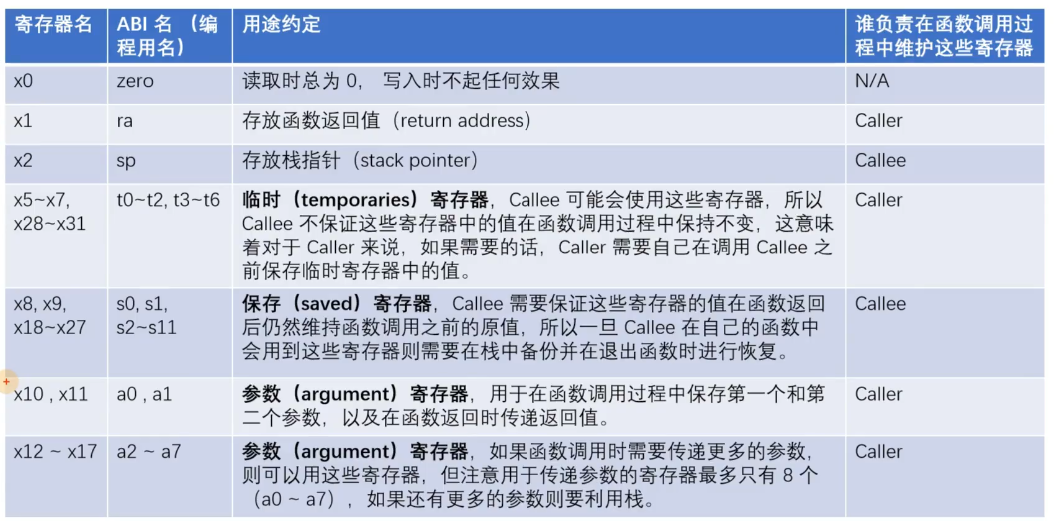 寄存器名
ABI 名 （编
程用名）
用途约定
谁负责在函数调用过
程中维护这些寄存器
x0
zero
读取时总为 0， 写入时不起任何效果
N/A
x1
ra
存放函数返回值（return address）
Caller
x2
sp
存放栈指针（stack pointer）
Callee
x5~x7,
x28~x31
t0~t2, t3~t6
临时（temporaries）寄存器，Callee 可能会使用这些寄存器，所以
Callee 不保证这些寄存器中的值在函数调用过程中保持不变，这意味
着对于 Caller 来说，如果需要的话，Caller 需要自己在调用 Callee 之
前保存临时寄存器中的值。
Caller
x8, x9,
x18~x27
s0, s1,
s2~s11
保存（saved）寄存器，Callee 需要保证这些寄存器的值在函数返回
后仍然维持函数调用之前的原值，所以一旦 Callee 在自己的函数中
会用到这些寄存器则需要在栈中备份并在退出函数时进行恢复。
Callee
x10 , x11
a0 , a1
参数（argument）寄存器，用于在函数调用过程中保存第一个和第
二个参数，以及在函数返回时传递返回值。
Caller
x12 ~ x17
a2 ~ a7
参数（argument）寄存器，如果函数调用时需要传递更多的参数，
则可以用这些寄存器，但注意用于传递参数的寄存器最多只有 8 个
（a0 ~ a7），如果还有更多的参数则要利用栈。
Caller